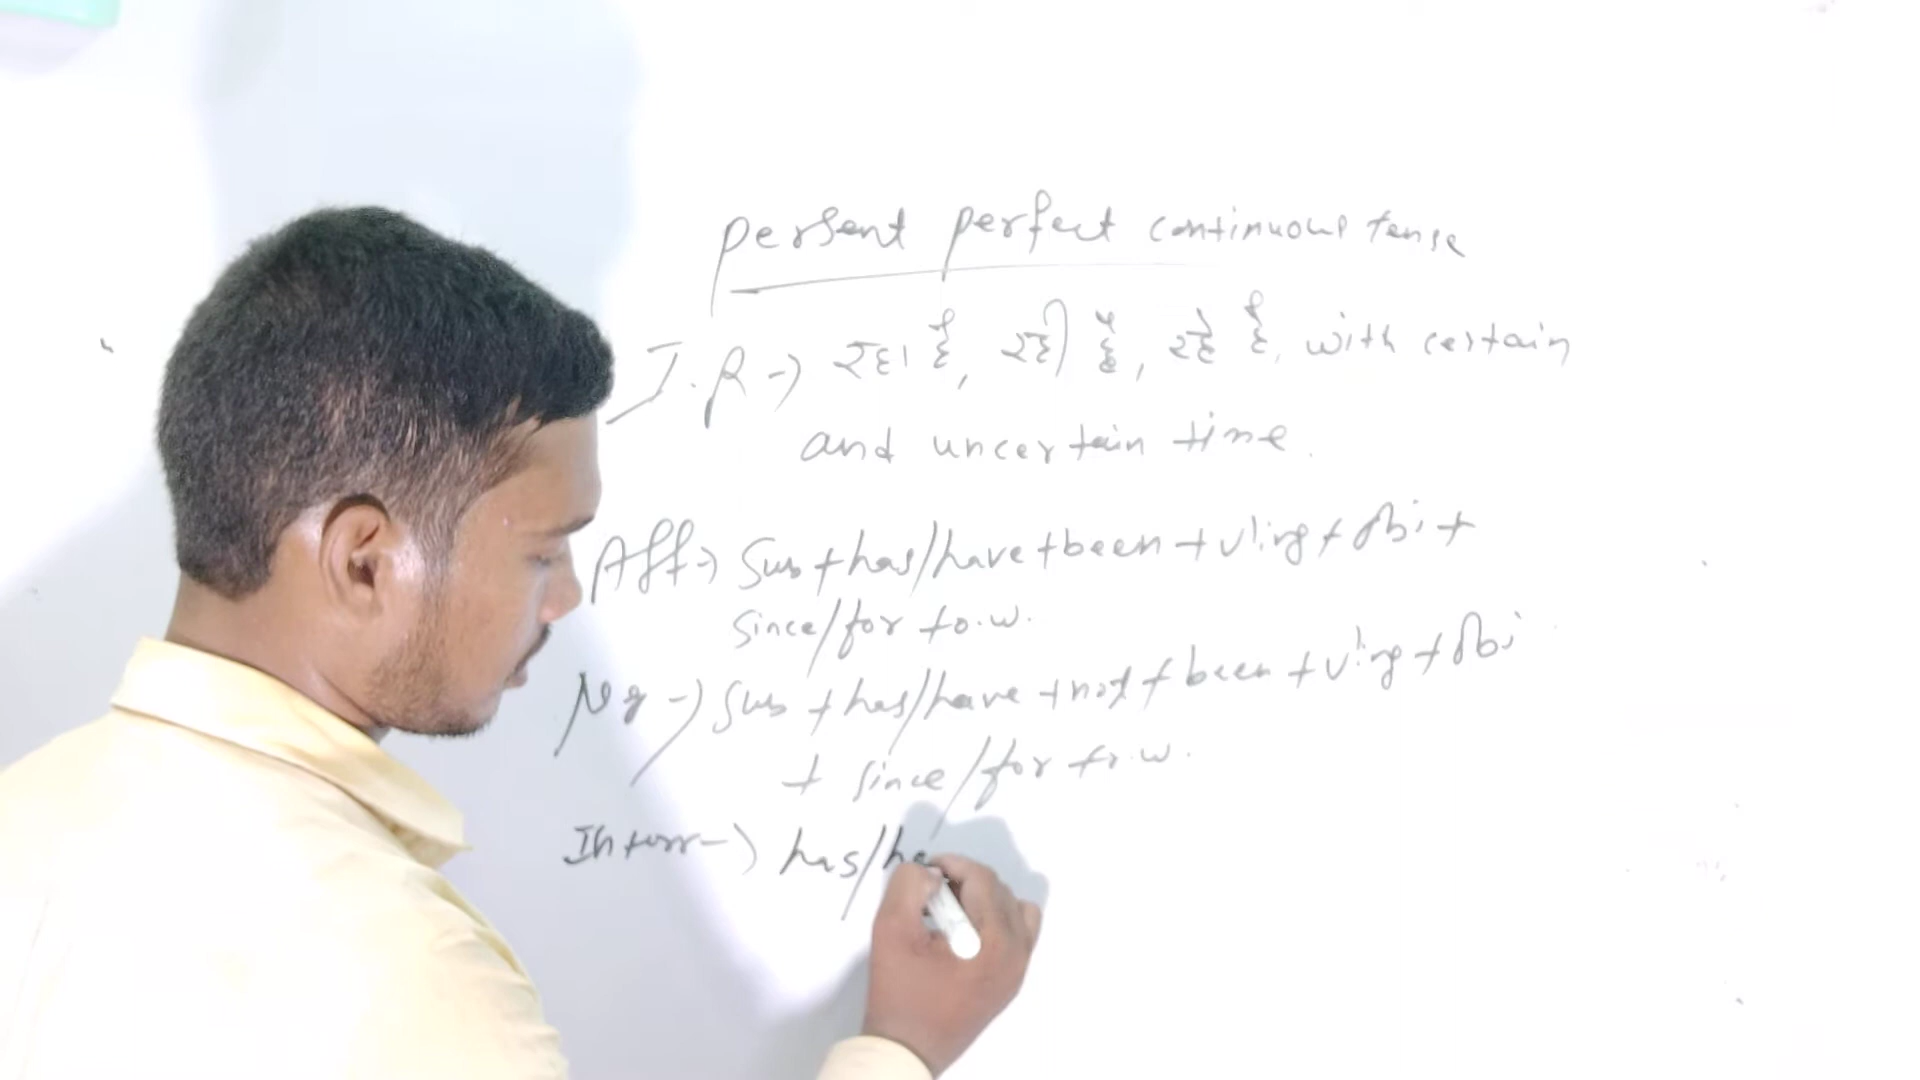 persent perfect continuous tense
I.R → रहा है, रही है, रहे हैं, with certain
and uncertain time.
Aff → Sub + has/have + been + v1ing + obj +
since/for + o.w.
Neg → Sub + has/have + not + been + v1ing + obj
+ since/for + o.w.
Interr → has/ha